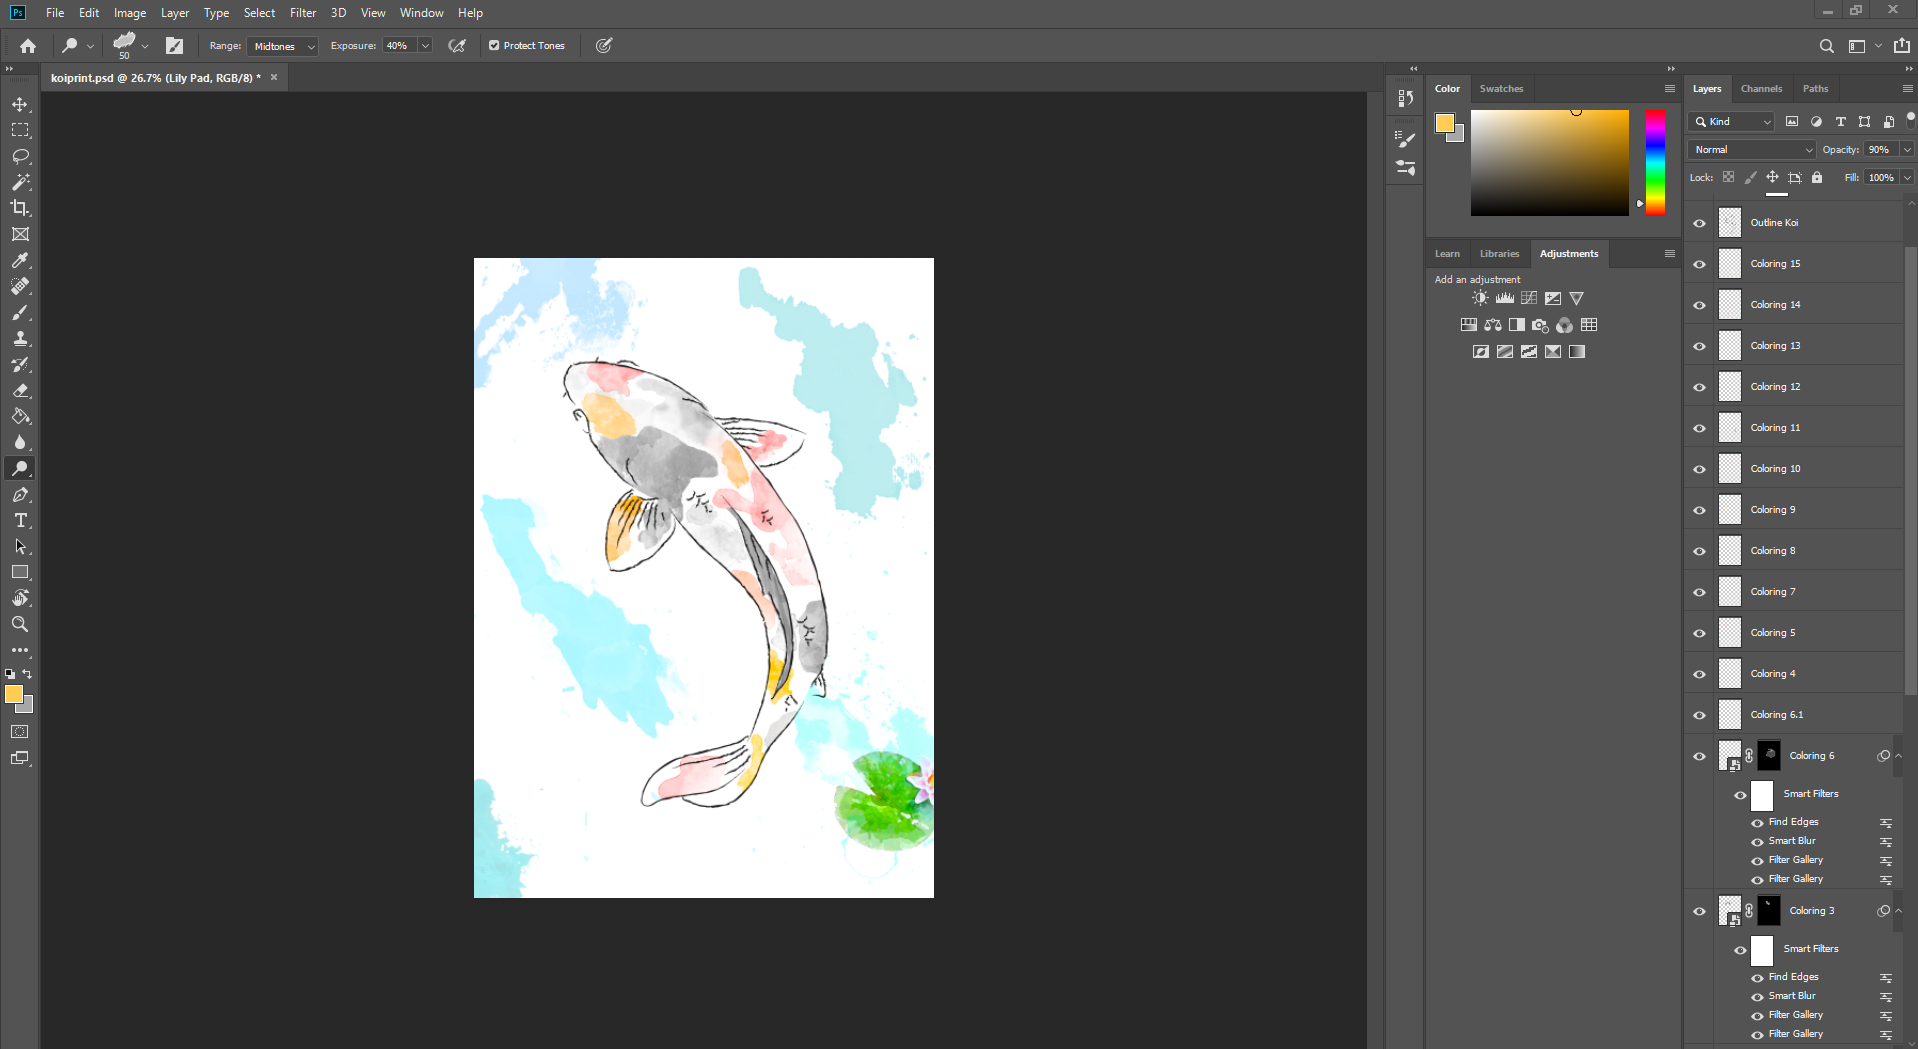 Ps File Edit Image Layer Type Select Filter 3D View Window Help
50 Range: Midtones Exposure: 40% Protect Tones
koiprint.psd @ 26.7% (Lily Pad, RGB/8) * ×
Color Swatches
Learn Libraries Adjustments
Add an adjustment
Layers Channels Paths
Kind
Normal Opacity: 90%
Lock: Fill: 100%
Outline Koi
Coloring 15
Coloring 14
Coloring 13
Coloring 12
Coloring 11
Coloring 10
Coloring 9
Coloring 8
Coloring 7
Coloring 5
Coloring 4
Coloring 6.1
Coloring 6
Smart Filters
Find Edges
Smart Blur
Filter Gallery
Filter Gallery
Coloring 3
Smart Filters
Find Edges
Smart Blur
Filter Gallery
Filter Gallery